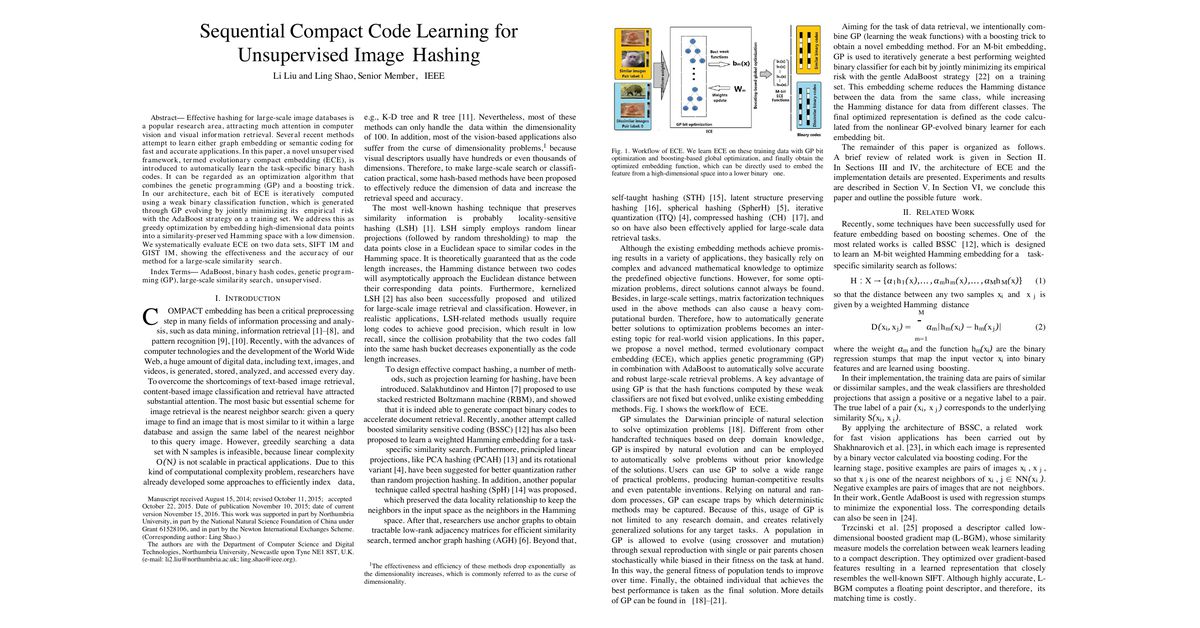 Sequential Compact Code Learning for
Unsupervised Image Hashing
Li Liu and Ling Shao, Senior Member, IEEE
Abstract— Effective hashing for large-scale image databases is
a popular research area, attracting much attention in computer
vision and visual information retrieval. Several recent methods
attempt to learn either graph embedding or semantic coding for
fast and accurate applications. In this paper, a novel unsupervised
framework, termed evolutionary compact embedding (ECE), is
introduced to automatically learn the task-specific binary hash
codes. It can be regarded as an optimization algorithm that
combines the genetic programming (GP) and a boosting trick.
In our architecture, each bit of ECE is iteratively computed
using a weak binary classification function, which is generated
through GP evolving by jointly minimizing its empirical risk
with the AdaBoost strategy on a training set. We address this as
greedy optimization by embedding high-dimensional data points
into a similarity-preserved Hamming space with a low dimension.
We systematically evaluate ECE on two data sets, SIFT 1M and
GIST 1M, showing the effectiveness and the accuracy of our
method for a large-scale similarity search.
Index Terms— AdaBoost, binary hash codes, genetic program-
ming (GP), large-scale similarity search, unsupervised.
I. INTRODUCTION
COMPACT embedding has been a critical preprocessing
step in many fields of information processing and analy-
sis, such as data mining, information retrieval [1]–[8], and
pattern recognition [9], [10]. Recently, with the advances of
computer technologies and the development of the World Wide
Web, a huge amount of digital data, including text, images, and
videos, is generated, stored, analyzed, and accessed every day.
To overcome the shortcomings of text-based image retrieval,
content-based image classification and retrieval have attracted
substantial attention. The most basic but essential scheme for
image retrieval is the nearest neighbor search: given a query
image to find an image that is most similar to it within a large
database and assign the same label of the nearest neighbor
to this query image. However, greedily searching a data
set with N samples is infeasible, because linear complexity
O(N) is not scalable in practical applications. Due to this
kind of computational complexity problem, researchers have
already developed some approaches to efficiently index data,
Manuscript received August 15, 2014; revised October 11, 2015; accepted
October 22, 2015. Date of publication November 10, 2015; date of current
version November 15, 2016. This work was supported in part by Northumbria
University, in part by the National Natural Science Foundation of China under
Grant 61528106, and in part by the Newton International Exchanges Scheme.
(Corresponding author: Ling Shao.)
The authors are with the Department of Computer Science and Digital
Technologies, Northumbria University, Newcastle upon Tyne NE1 8ST, U.K.
(e-mail: li2.liu@northumbria.ac.uk; ling.shao@ieee.org).
e.g., K-D tree and R tree [11]. Nevertheless, most of these
methods can only handle the data within the dimensionality
of 100. In addition, most of the vision-based applications also
suffer from the curse of dimensionality problems,1 because
visual descriptors usually have hundreds or even thousands of
dimensions. Therefore, to make large-scale search or classifi-
cation practical, some hash-based methods have been proposed
to effectively reduce the dimension of data and increase the
retrieval speed and accuracy.
The most well-known hashing technique that preserves
similarity information is probably locality-sensitive
hashing (LSH) [1]. LSH simply employs random linear
projections (followed by random thresholding) to map the
data points close in a Euclidean space to similar codes in the
Hamming space. It is theoretically guaranteed that as the code
length increases, the Hamming distance between two codes
will asymptotically approach the Euclidean distance between
their corresponding data points. Furthermore, kernelized
LSH [2] has also been successfully proposed and utilized
for large-scale image retrieval and classification. However, in
realistic applications, LSH-related methods usually require
long codes to achieve good precision, which result in low
recall, since the collision probability that the two codes fall
into the same hash bucket decreases exponentially as the code
length increases.
To design effective compact hashing, a number of meth-
ods, such as projection learning for hashing, have been
introduced. Salakhutdinov and Hinton [7] proposed to use
stacked restricted Boltzmann machine (RBM), and showed
that it is indeed able to generate compact binary codes to
accelerate document retrieval. Recently, another attempt called
boosted similarity sensitive coding (BSSC) [12] has also been
proposed to learn a weighted Hamming embedding for a task-
specific similarity search. Furthermore, principled linear
projections, like PCA hashing (PCAH) [13] and its rotational
variant [4], have been suggested for better quantization rather
than random projection hashing. In addition, another popular
technique called spectral hashing (SpH) [14] was proposed,
which preserved the data locality relationship to keep the
neighbors in the input space as the neighbors in the Hamming
space. After that, researchers use anchor graphs to obtain
tractable low-rank adjacency matrices for efficient similarity
search, termed anchor graph hashing (AGH) [6]. Beyond that,
1The effectiveness and efficiency of these methods drop exponentially as
the dimensionality increases, which is commonly referred to as the curse of
dimensionality.
Similar images
Pair label: 1
Dissimilar images
Pair Label: 0
Best weak
functions
Weights
update
GP bit optimization
ECE
Boosting-based global optimization
M-bit
ECE
Functions
Similar binary codes
Dissimilar binary codes
Binary codes
Fig. 1. Workflow of ECE. We learn ECE on these training data with GP bit
optimization and boosting-based global optimization, and finally obtain the
optimized embedding function, which can be directly used to embed the
feature from a high-dimensional space into a lower binary one.
self-taught hashing (STH) [15], latent structure preserving
hashing [16], spherical hashing (SpherH) [5], iterative
quantization (ITQ) [4], compressed hashing (CH) [17], and
so on have also been effectively applied for large-scale data
retrieval tasks.
Although the existing embedding methods achieve promis-
ing results in a variety of applications, they basically rely on
complex and advanced mathematical knowledge to optimize
the predefined objective functions. However, for some opti-
mization problems, direct solutions cannot always be found.
Besides, in large-scale settings, matrix factorization techniques
used in the above methods can also cause a heavy com-
putational burden. Therefore, how to automatically generate
better solutions to optimization problems becomes an inter-
esting topic for real-world vision applications. In this paper,
we propose a novel method, termed evolutionary compact
embedding (ECE), which applies genetic programming (GP)
in combination with AdaBoost to automatically solve accurate
and robust large-scale retrieval problems. A key advantage of
using GP is that the hash functions computed by these weak
classifiers are not fixed but evolved, unlike existing embedding
methods. Fig. 1 shows the workflow of ECE.
GP simulates the Darwinian principle of natural selection
to solve optimization problems [18]. Different from other
handcrafted techniques based on deep domain knowledge,
GP is inspired by natural evolution and can be employed
to automatically solve problems without prior knowledge
of the solutions. Users can use GP to solve a wide range
of practical problems, producing human-competitive results
and even patentable inventions. Relying on natural and ran-
dom processes, GP can escape traps by which deterministic
methods may be captured. Because of this, usage of GP is
not limited to any research domain, and creates relatively
generalized solutions for any target tasks. A population in
GP is allowed to evolve (using crossover and mutation)
through sexual reproduction with single or pair parents chosen
stochastically while biased in their fitness on the task at hand.
In this way, the general fitness of population tends to improve
over time. Finally, the obtained individual that achieves the
best performance is taken as the final solution. More details
of GP can be found in [18]–[21].
Aiming for the task of data retrieval, we intentionally com-
bine GP (learning the weak functions) with a boosting trick to
obtain a novel embedding method. For an M-bit embedding,
GP is used to iteratively generate a best performing weighted
binary classifier for each bit by jointly minimizing its empirical
risk with the gentle AdaBoost strategy [22] on a training
set. This embedding scheme reduces the Hamming distance
between the data from the same class, while increasing
the Hamming distance for data from different classes. The
final optimized representation is defined as the code calcu-
lated from the nonlinear GP-evolved binary learner for each
embedding bit.
The remainder of this paper is organized as follows.
A brief review of related work is given in Section II.
In Sections III and IV, the architecture of ECE and the
implementation details are presented. Experiments and results
are described in Section V. In Section VI, we conclude this
paper and outline the possible future work.
II. RELATED WORK
Recently, some techniques have been successfully used for
feature embedding based on boosting schemes. One of the
most related works is called BSSC [12], which is designed
to learn an M-bit weighted Hamming embedding for a task-
specific similarity search as follows:
H : X → {α1h1(x),..., αmhm(x),..., αMhM(x)} (1)
so that the distance between any two samples xi and x j is
given by a weighted Hamming distance
M
D(xi, xj) = αm|hm(xi) − hm(xj)| (2)
m=1
where the weight αm and the function hm(xi) are the binary
regression stumps that map the input vector xi into binary
features and are learned using boosting.
In their implementation, the training data are pairs of similar
or dissimilar samples, and the weak classifiers are thresholded
projections that assign a positive or a negative label to a pair.
The true label of a pair (xi, x j) corresponds to the underlying
similarity S(xi, x j).
By applying the architecture of BSSC, a related work
for fast vision applications has been carried out by
Shakhnarovich et al. [23], in which each image is represented
by a binary vector calculated via boosting coding. For the
learning stage, positive examples are pairs of images xi , x j ,
so that xj is one of the nearest neighbors of xi , j ∈ NN(xi )
Negative examples are pairs of images that are not neighbors.
In their work, Gentle AdaBoost is used with regression stumps
to minimize the exponential loss. The corresponding details
can also be seen in [24].
Trzcinski et al. [25] proposed a descriptor called low-
dimensional boosted gradient map (L-BGM), whose similarity
measure models the correlation between weak learners leading
to a compact description. They optimized over gradient-based
features resulting in a learned representation that closely
resembles the well-known SIFT. Although highly accurate, L-
BGM computes a floating point descriptor, and therefore, its
matching time is costly.